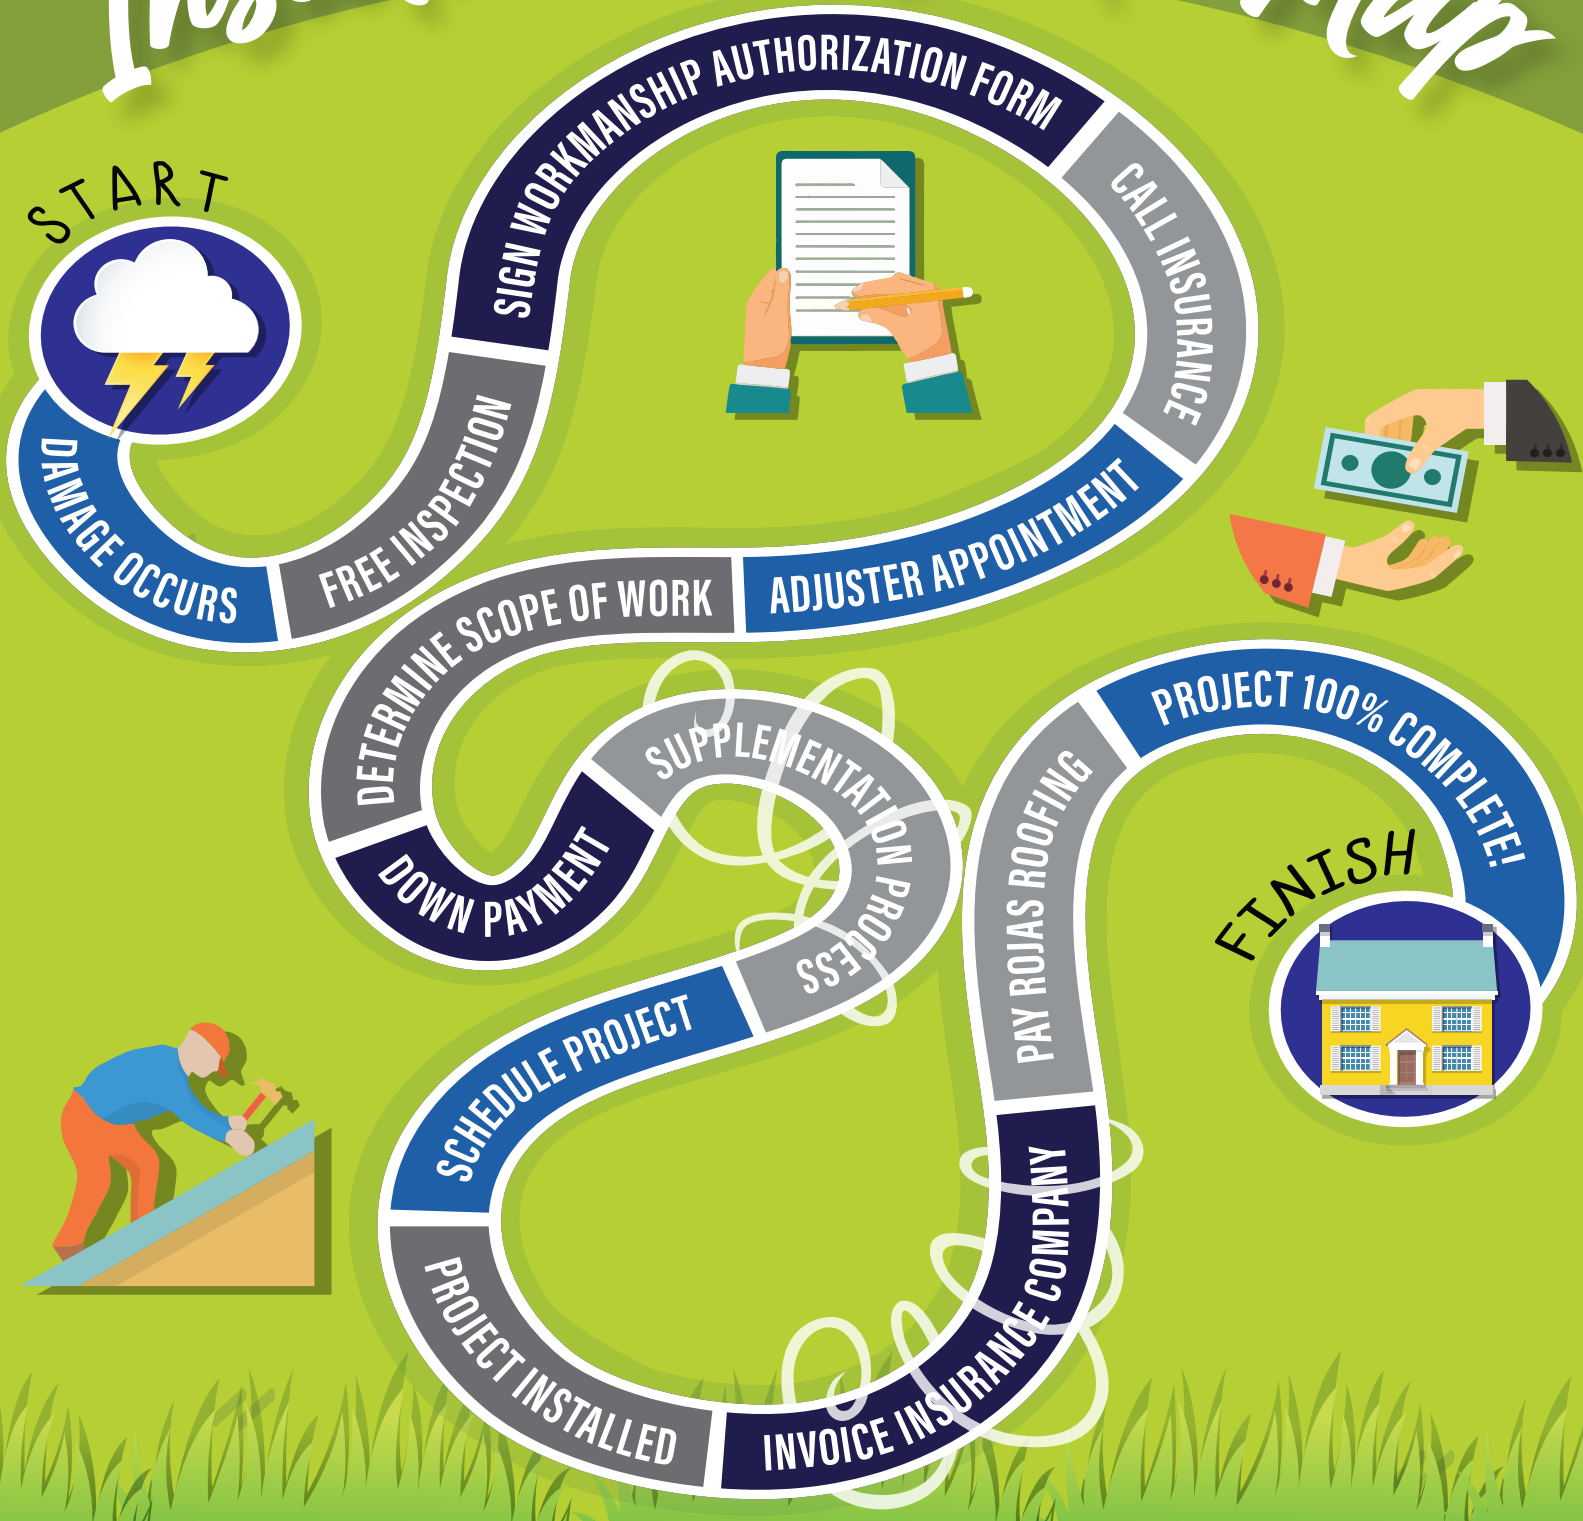 START
DAMAGE OCCURS
FREE INSPECTION
SIGN WORKMANSHIP AUTHORIZATION FORM
CALL INSURANCE
ADJUSTER APPOINTMENT
DETERMINE SCOPE OF WORK
DOWN PAYMENT
SUPPLEMENTATION PROCESS
SCHEDULE PROJECT
PROJECT INSTALLED
INVOICE INSURANCE COMPANY
PAY ROJAS ROOFING
PROJECT 100% COMPLETE!
FINISH